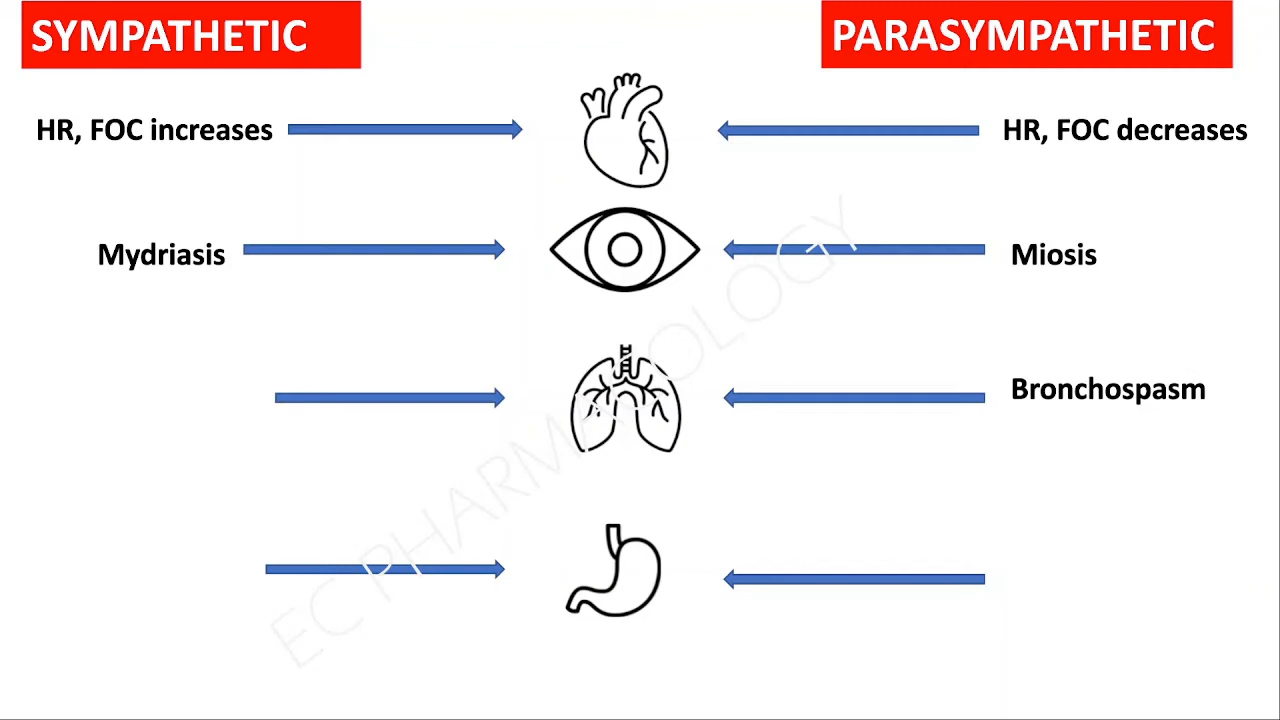 SYMPATHETIC
PARASYMPATHETIC
HR, FOC increases
HR, FOC decreases
Mydriasis
Miosis
Bronchospasm
EC PHARMACOLOGY